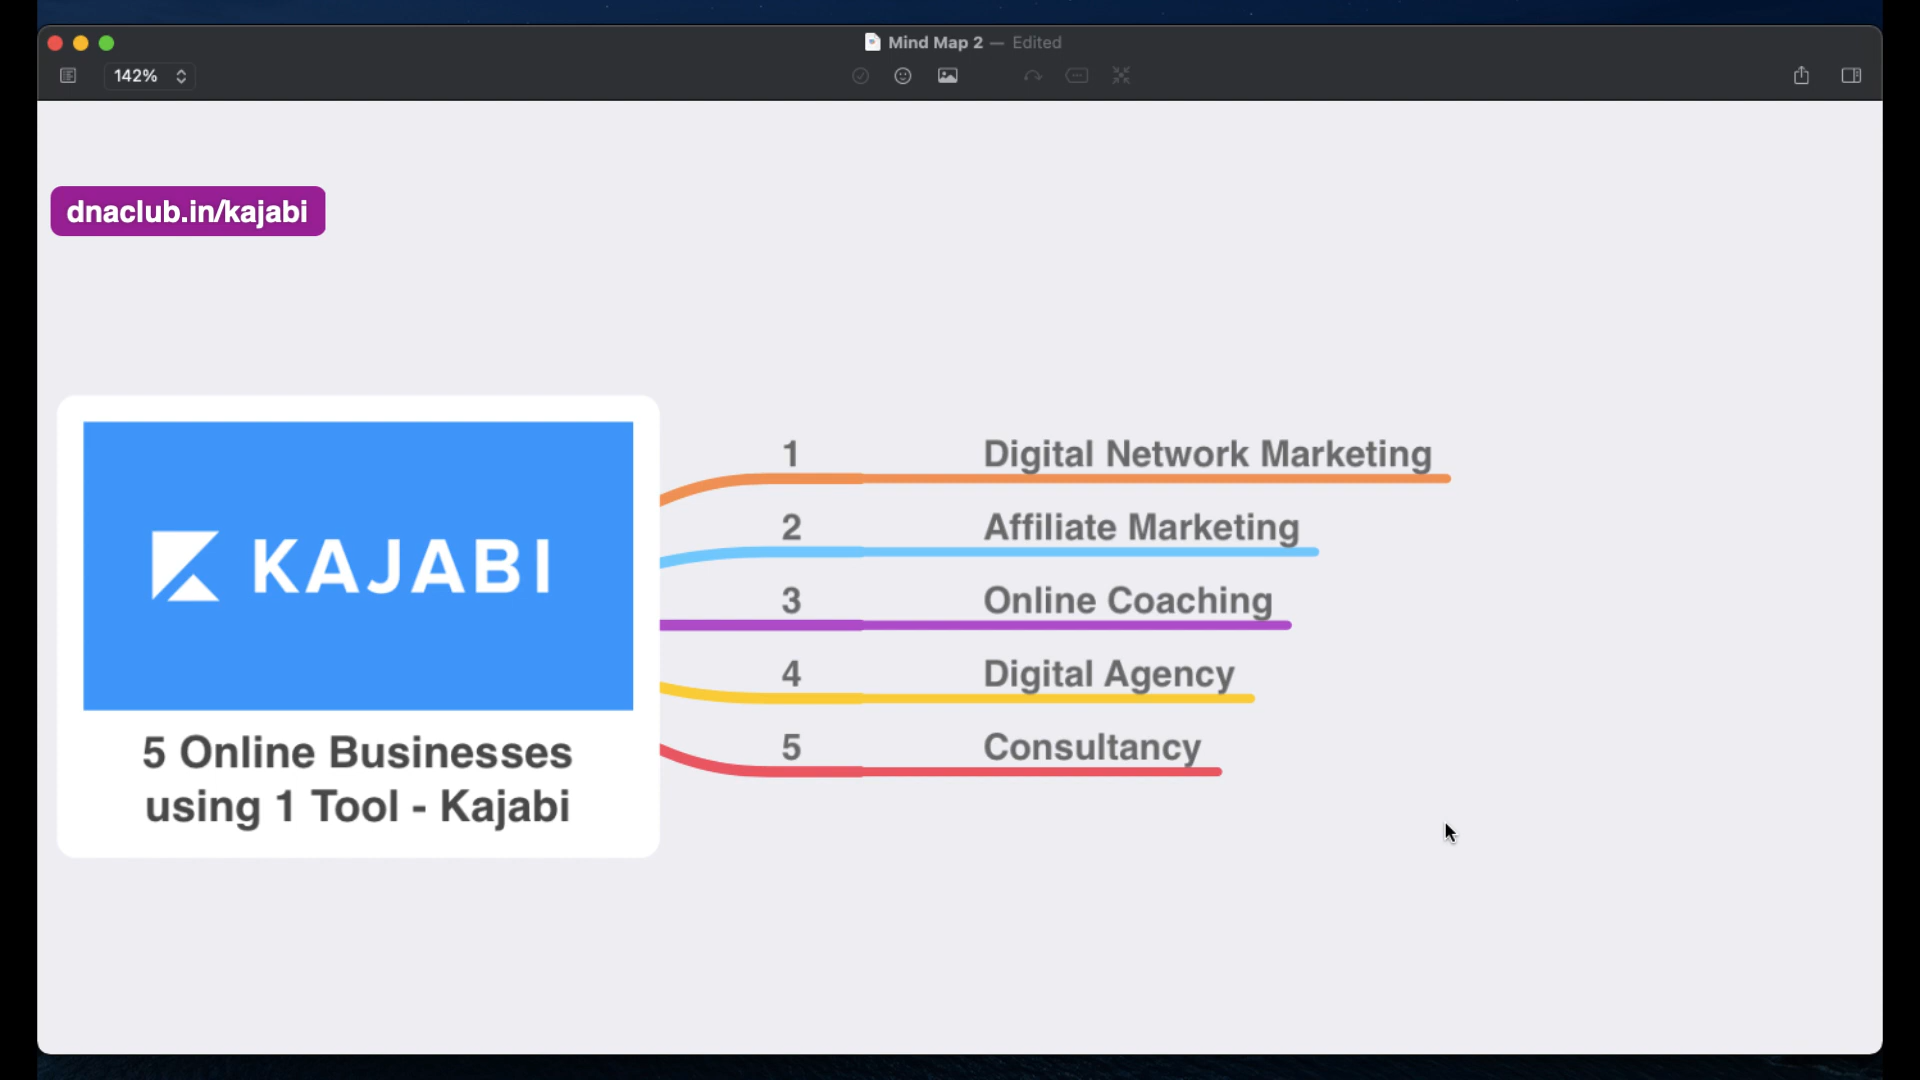 Mind Map 2 — Edited
142%
dnaclub.in/kajabi
KAJABI
5 Online Businesses
using 1 Tool - Kajabi
1 Digital Network Marketing
2 Affiliate Marketing
3 Online Coaching
4 Digital Agency
5 Consultancy